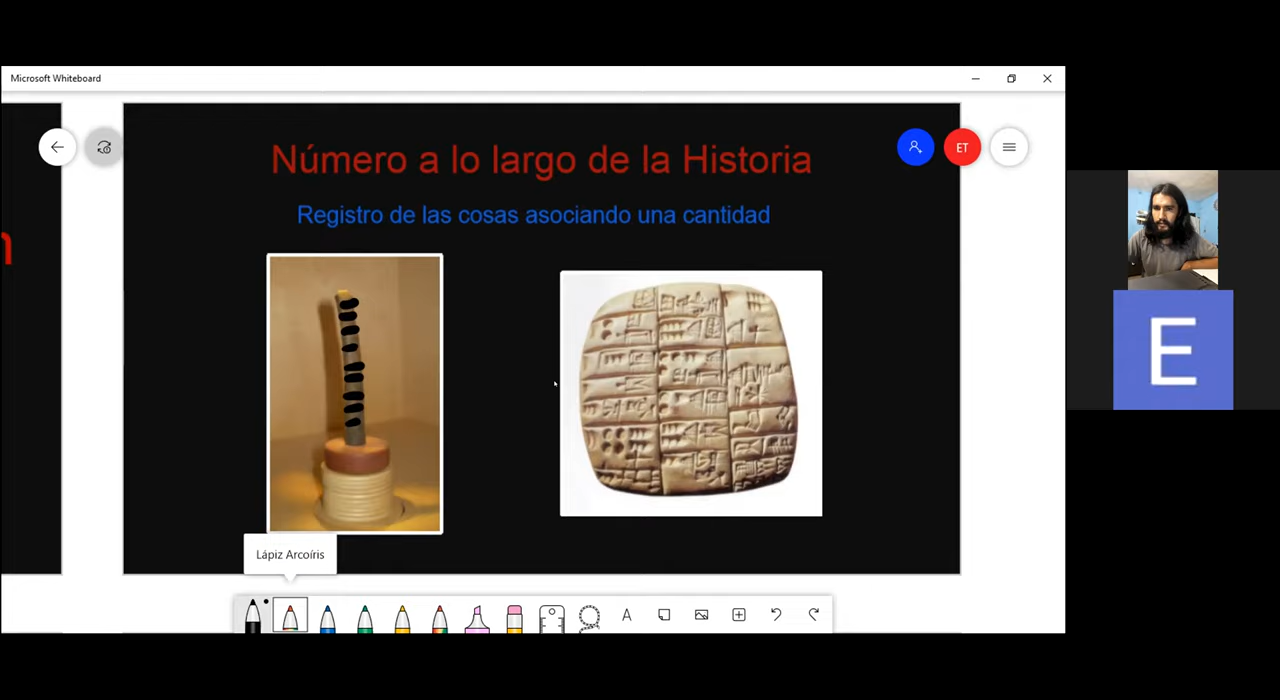 Microsoft Whiteboard
n
Número a lo largo de la Historia
ET
Registro de las cosas asociando una cantidad
E
Lápiz Arcoíris
A